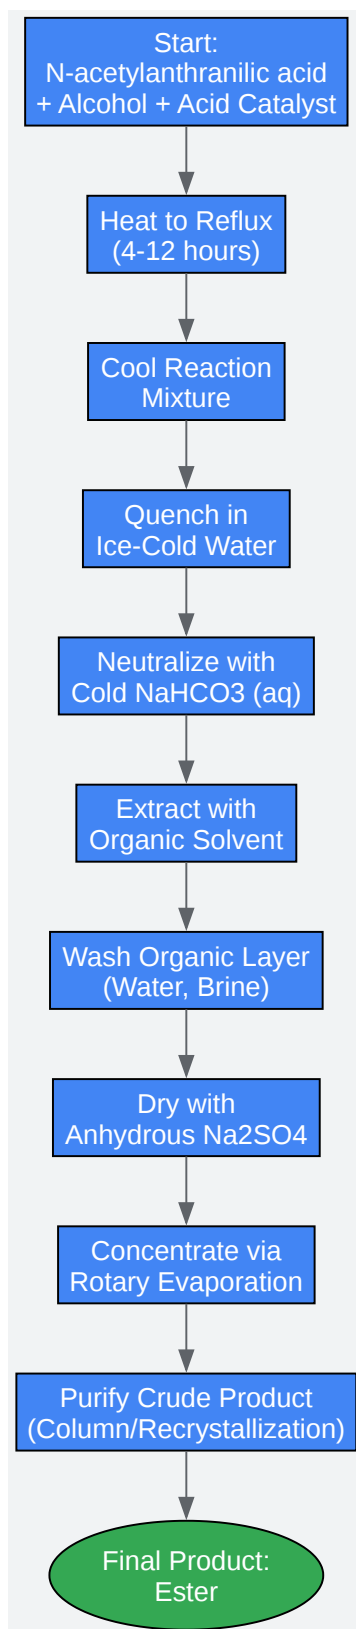 Start:
N-acetylanthranilic acid
+ Alcohol + Acid Catalyst
Heat to Reflux
(4-12 hours)
Cool Reaction
Mixture
Quench in
Ice-Cold Water
Neutralize with
Cold NaHCO3 (aq)
Extract with
Organic Solvent
Wash Organic Layer
(Water, Brine)
Dry with
Anhydrous Na2SO4
Concentrate via
Rotary Evaporation
Purify Crude Product
(Column/Recrystallization)
Final Product:
Ester